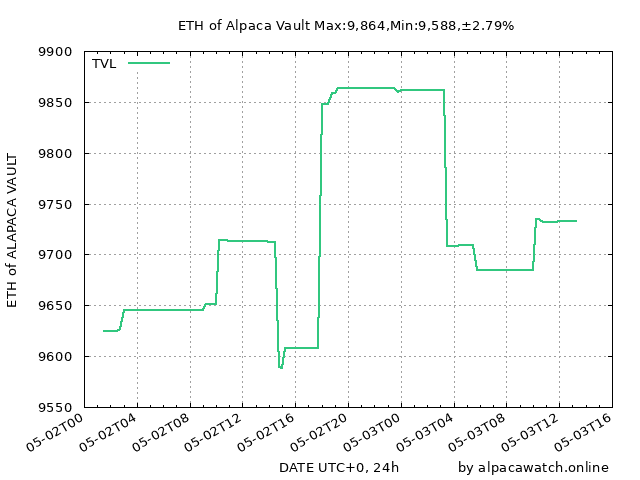 ETH of Alpaca Vault Max:9,864,Min:9,588,±2.79%
TVL
9900
9850
9800
9750
9700
9650
9600
9550
ETH of ALAPACA VAULT
05-02T00
05-02T04
05-02T08
05-02T12
05-02T16
05-02T20
05-03T00
05-03T04
05-03T08
05-03T12
05-03T16
DATE UTC+0, 24h
by alpacawatch.online